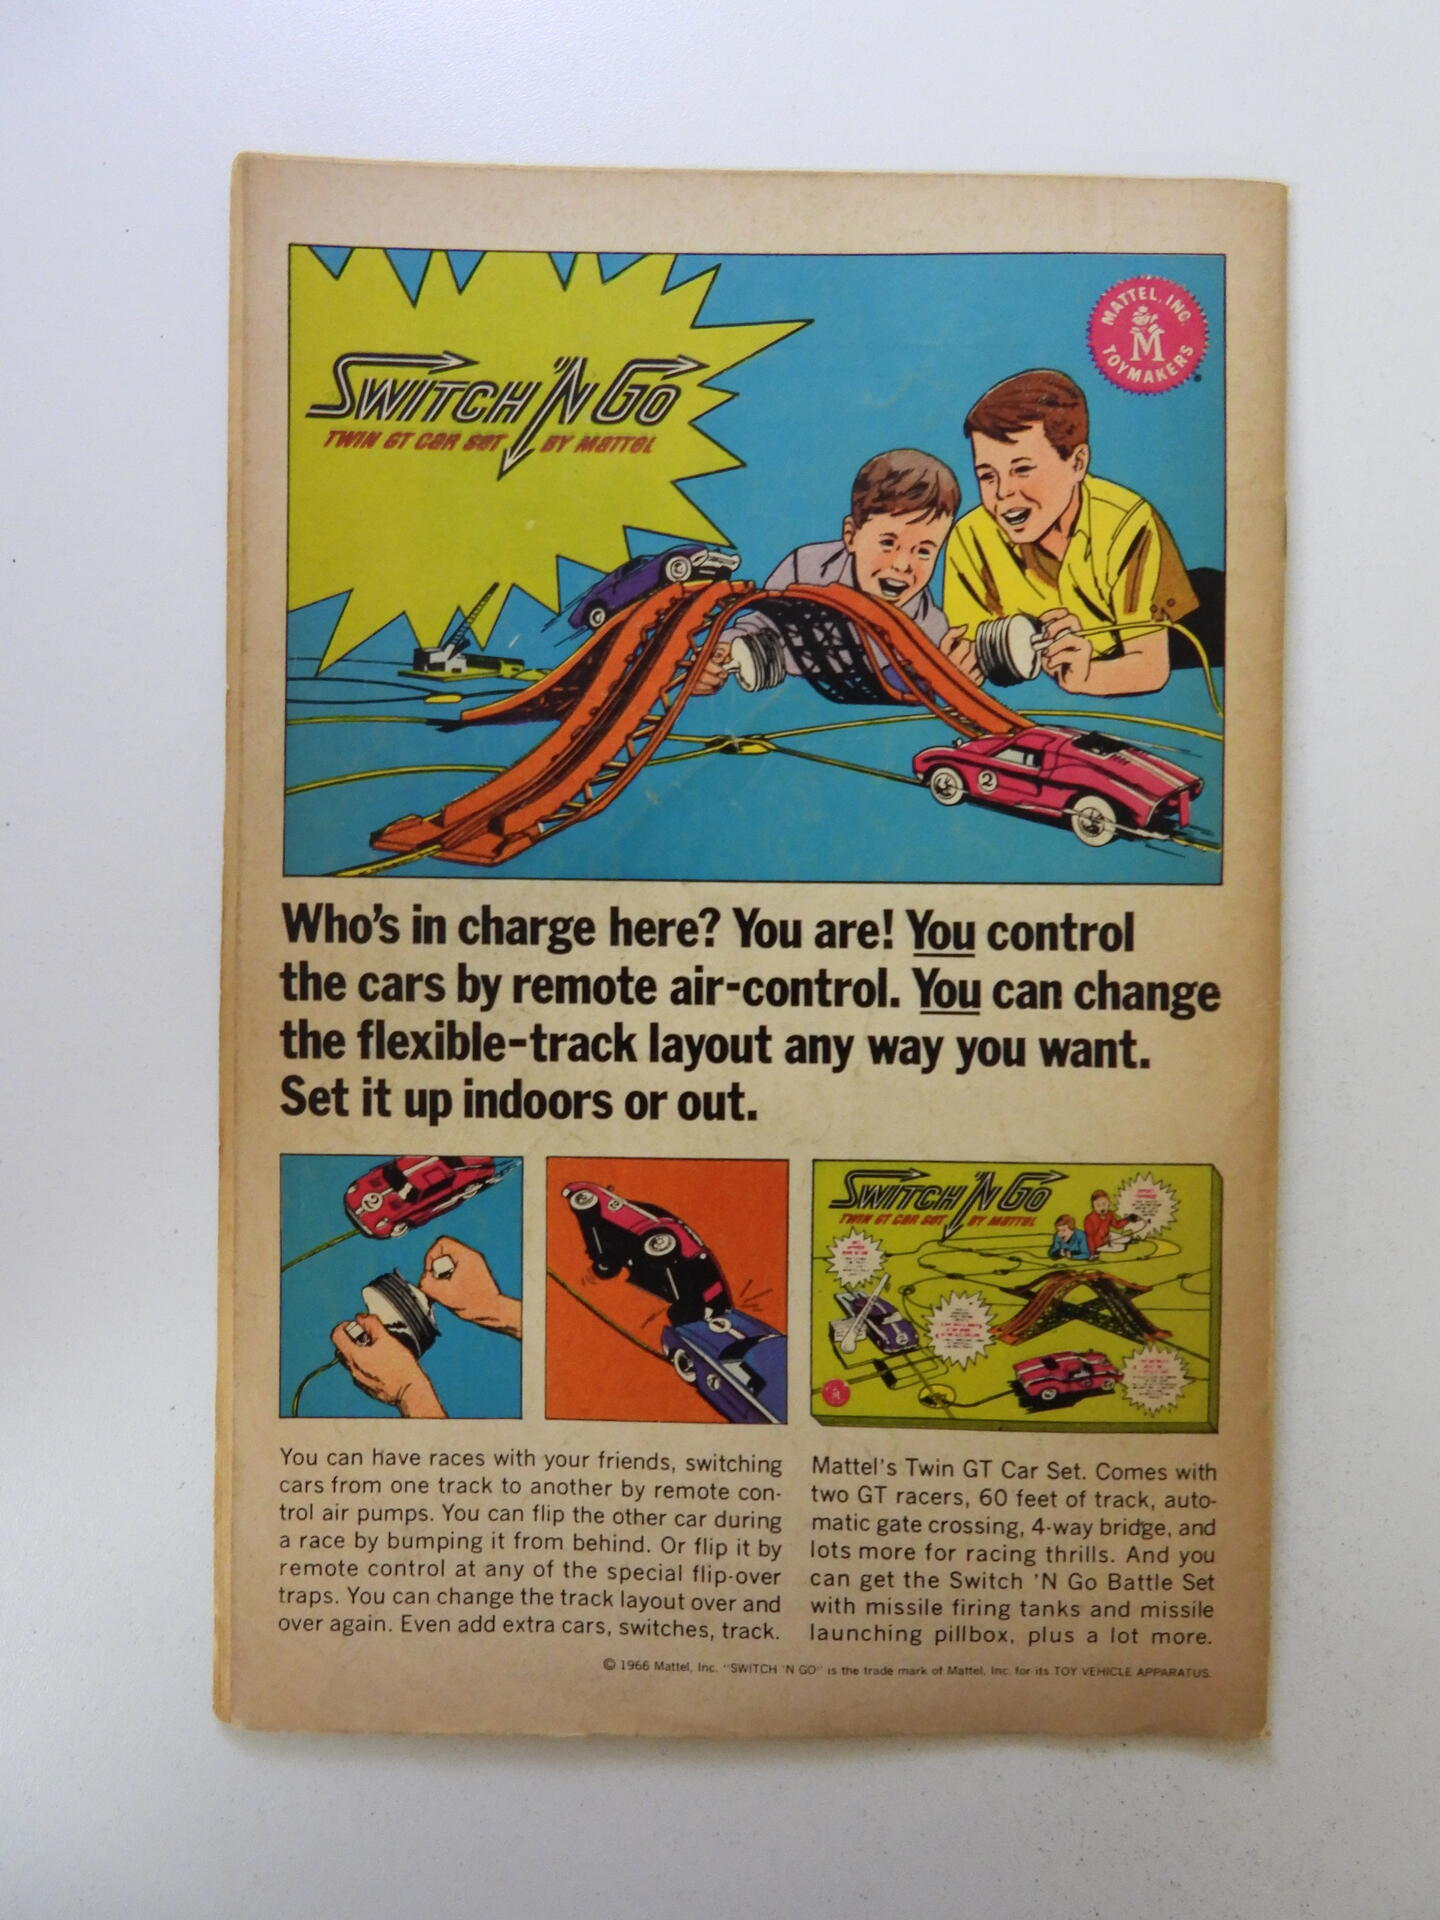 SWITCH 'N GO
TWIN GT CAR SET BY MATTEL
MATTEL, INC.
M
TOYMAKERS
2
Who's in charge here? You are! You control
the cars by remote air-control. You can change
the flexible-track layout any way you want.
Set it up indoors or out.
2
SWITCH 'N GO
TWIN GT CAR SET BY MATTEL
You can have races with your friends, switching
cars from one track to another by remote con-
trol air pumps. You can flip the other car during
a race by bumping it from behind. Or flip it by
remote control at any of the special flip-over
traps. You can change the track layout over and
over again. Even add extra cars, switches, track.
Mattel's Twin GT Car Set. Comes with
two GT racers, 60 feet of track, auto-
matic gate crossing, 4-way bridge, and
lots more for racing thrills. And you
can get the Switch 'N Go Battle Set
with missile firing tanks and missile
launching pillbox, plus a lot more.
© 1966 Mattel, Inc. "SWITCH 'N GO" is the trade mark of Mattel, Inc. for its TOY VEHICLE APPARATUS.